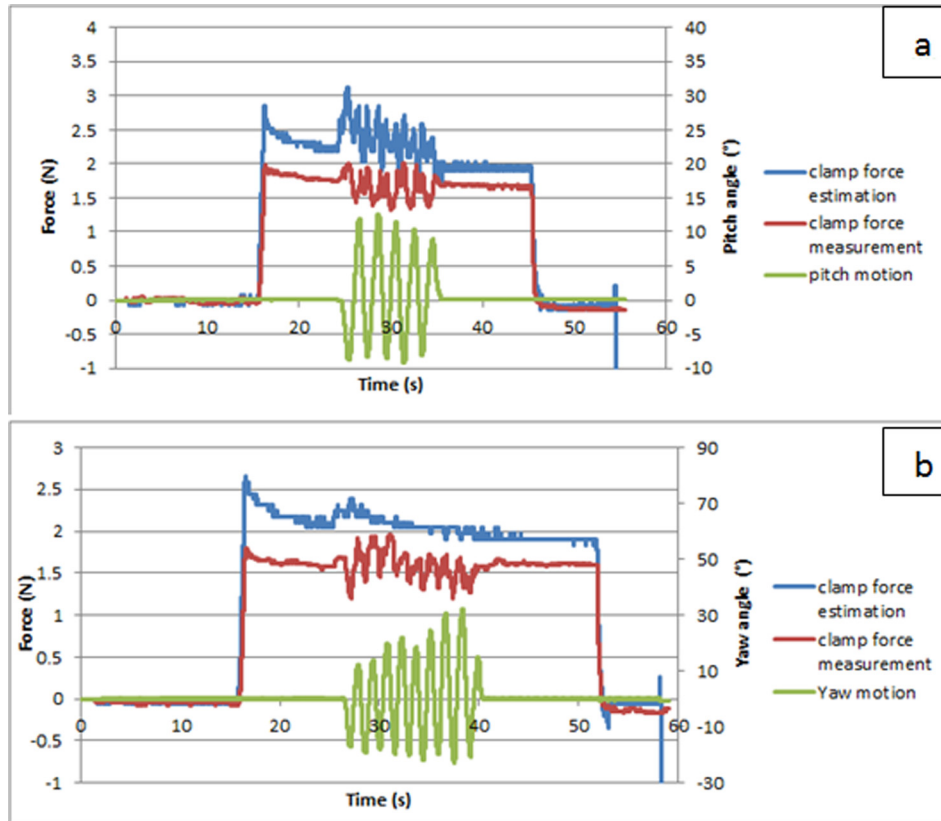 a
4
3.5
3
2.5
2
1.5
1
0.5
0
-0.5
-1
Force (N)
0 10 20 30 40 50 60
Time (s)
40
35
30
25
20
15
10
5
0
-5
-10
Pitch angle (°)
clamp force
estimation
clamp force
measurement
pitch motion
b
3
2.5
2
1.5
1
0.5
0
-0.5
-1
Force (N)
0 10 20 30 40 50 60
Time (s)
90
70
50
30
10
-10
-30
Yaw angle (°)
clamp force
estimation
clamp force
measurement
Yaw motion